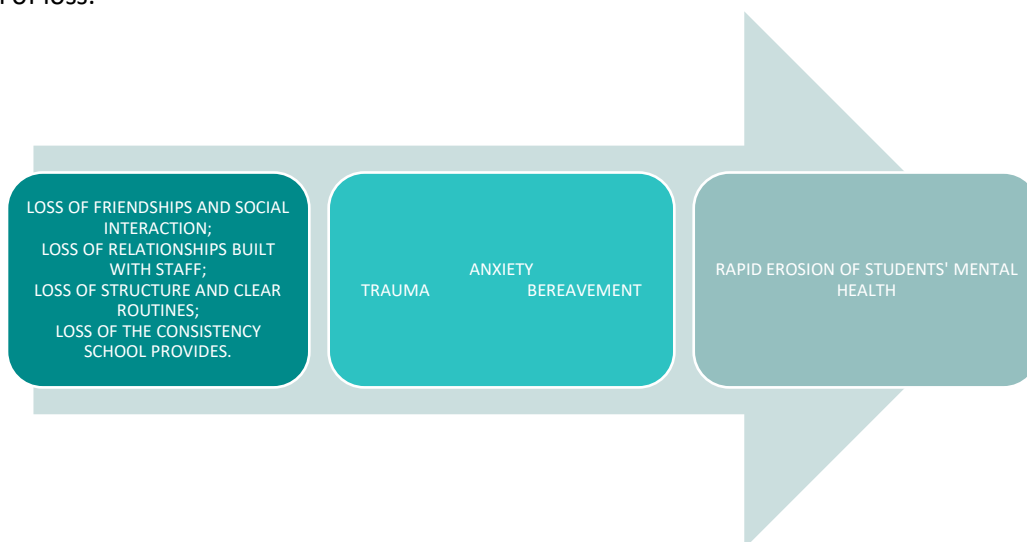 of loss.
LOSS OF FRIENDSHIPS AND SOCIAL
INTERACTION;
LOSS OF RELATIONSHIPS BUILT
WITH STAFF;
LOSS OF STRUCTURE AND CLEAR
ROUTINES;
LOSS OF THE CONSISTENCY
SCHOOL PROVIDES.
ANXIETY
TRAUMA BEREAVEMENT
RAPID EROSION OF STUDENTS' MENTAL
HEALTH